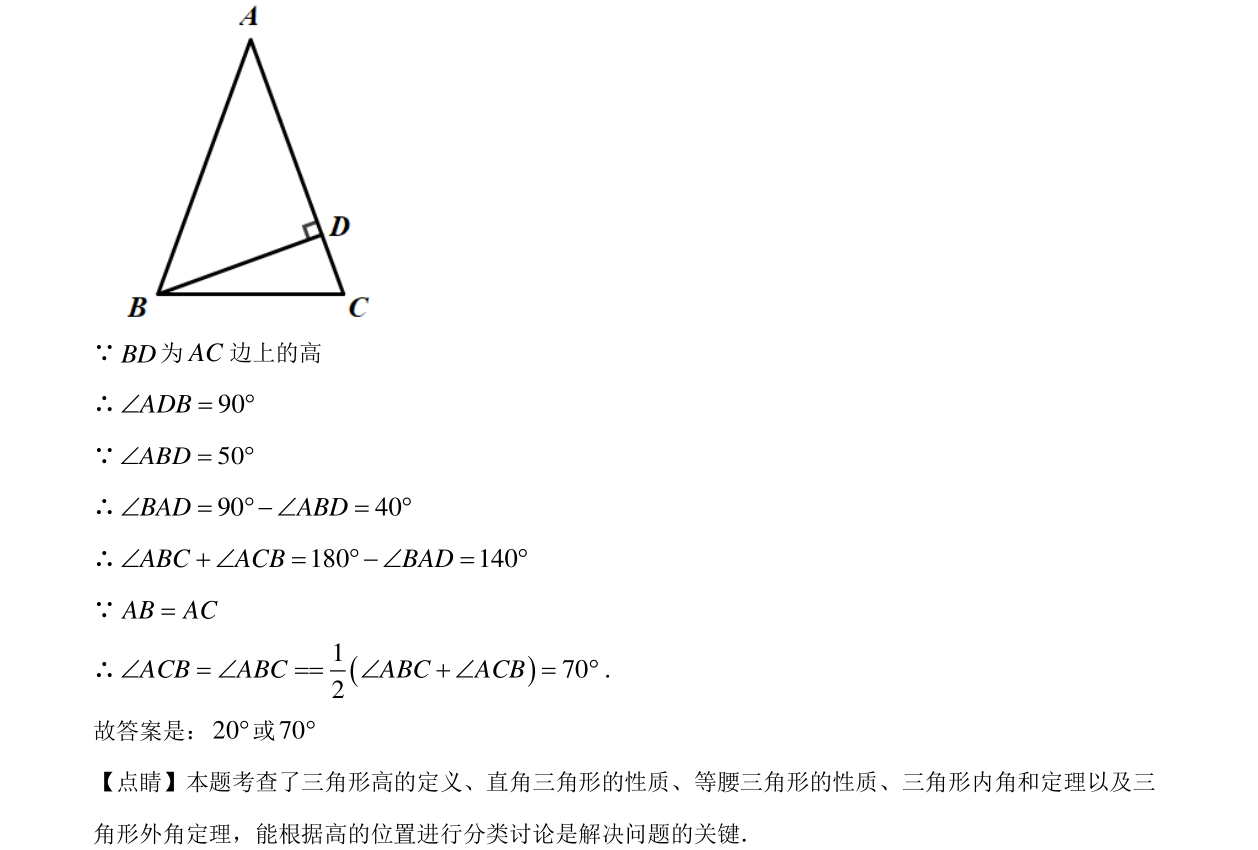 A
D
B
C
∵ BD为AC 边上的高
∴ ∠ADB = 90°
∵ ∠ABD = 50°
∴ ∠BAD = 90° − ∠ABD = 40°
∴ ∠ABC + ∠ACB = 180° − ∠BAD = 140°
∵ AB = AC
∴ ∠ACB = ∠ABC == 1/2 (∠ABC + ∠ACB) = 70° .
故答案是：20°或70°
【点睛】本题考查了三角形高的定义、直角三角形的性质、等腰三角形的性质、三角形内角和定理以及三
角形外角定理，能根据高的位置进行分类讨论是解决问题的关键.